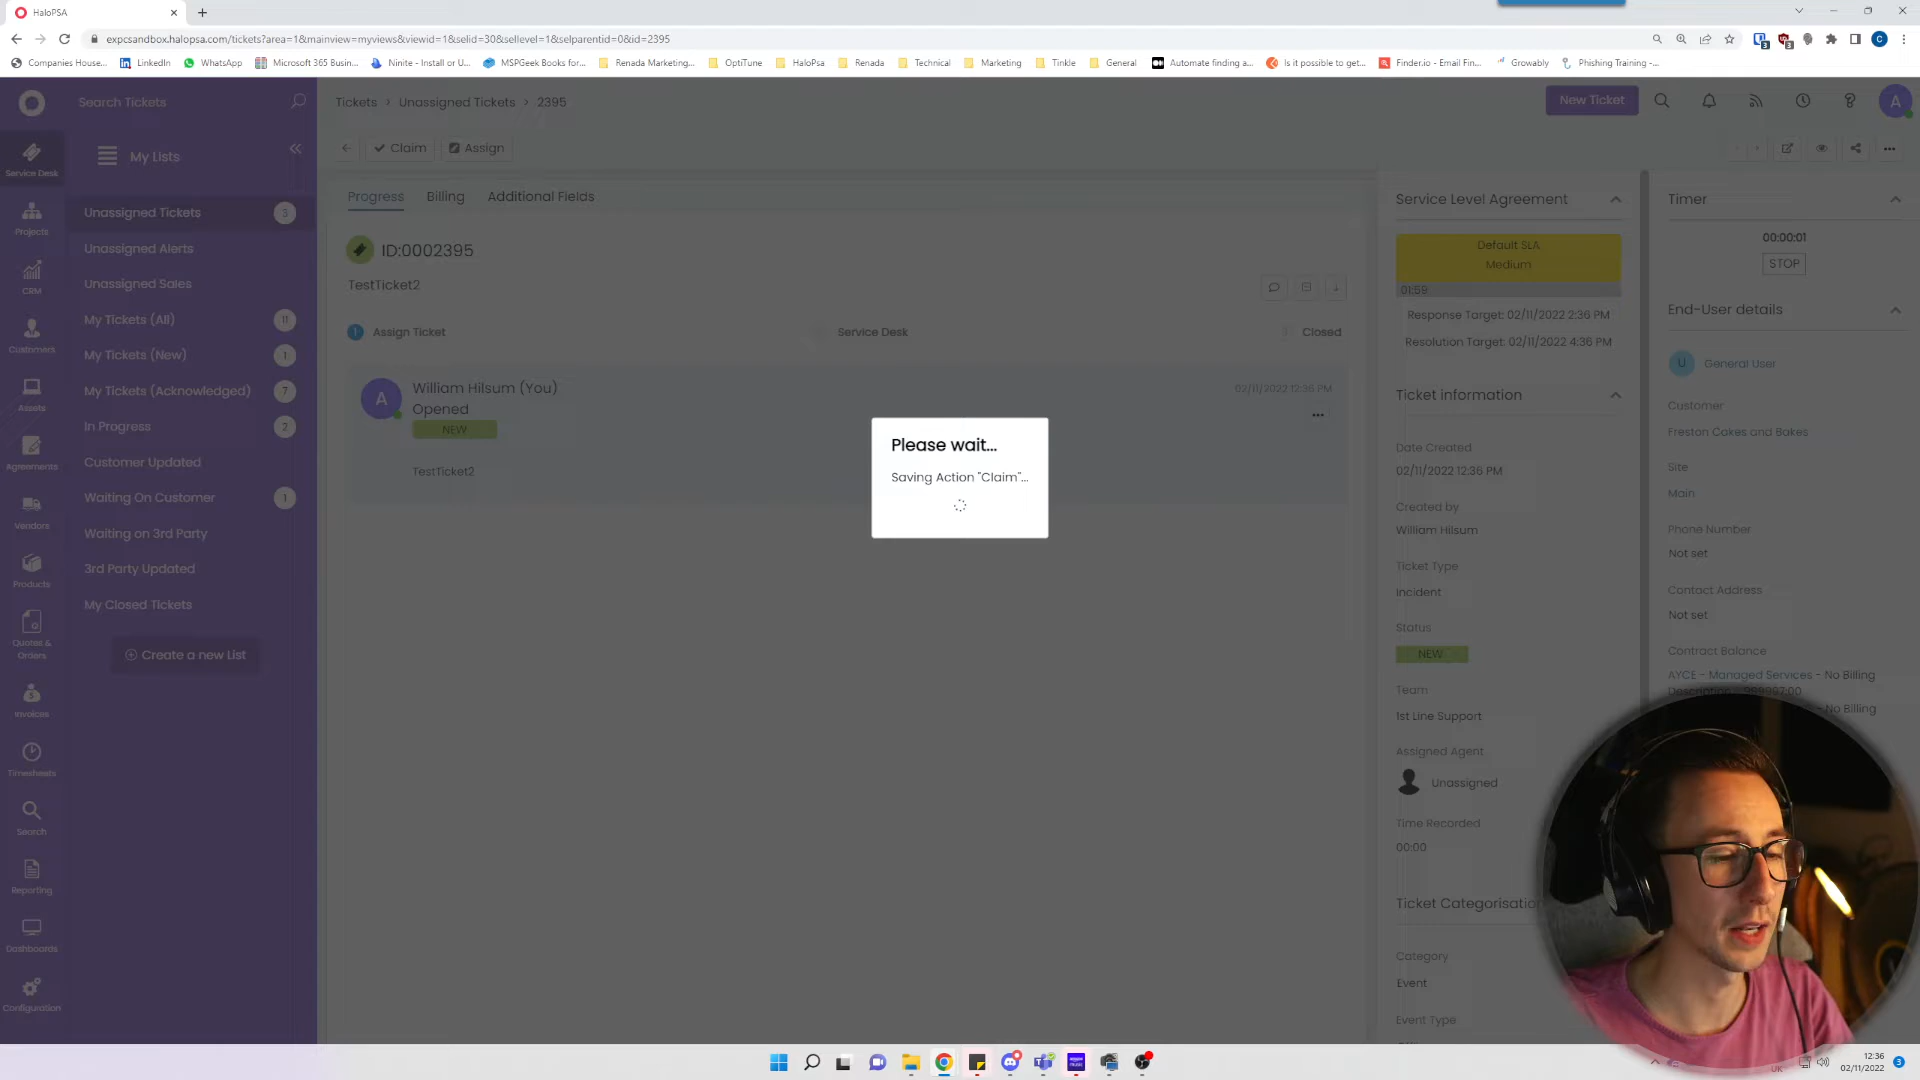 HaloPSA
expcsandbox.halopsa.com/tickets?area=1&mainview=myviews&viewid=1&selid=30&sellevel=1&selparentid=0&id=2395
Companies House...
LinkedIn
WhatsApp
Microsoft 365 Busin...
Ninite - Install or U...
MSPGeek Books for...
Renada Marketing...
OptiTune
HaloPsa
Renada
Technical
Marketing
Tinkle
General
Automate finding a...
Is it possible to get...
Finder.io - Email Fin...
Growably
Phishing Training -...
Search Tickets
Tickets > Unassigned Tickets > 2395
New Ticket
A
My Lists
Claim
Assign
Service Desk
Projects
CRM
Customers
Assets
Agreements
Vendors
Products
Quotes &
Orders
Invoices
Timesheets
Search
Reporting
Dashboards
Configuration
Unassigned Tickets 3
Unassigned Alerts
Unassigned Sales
My Tickets (All) 11
My Tickets (New) 1
My Tickets (Acknowledged) 7
In Progress 2
Customer Updated
Waiting On Customer 1
Waiting on 3rd Party
3rd Party Updated
My Closed Tickets
Create a new List
Progress
Billing
Additional Fields
ID:0002395
TestTicket2
1 Assign Ticket
Service Desk
Closed
A
William Hilsum (You)
02/11/2022 12:36 PM
Opened
NEW
TestTicket2
Please wait...
Saving Action "Claim"...
Service Level Agreement
Default SLA
Medium
01:59
Response Target: 02/11/2022 2:36 PM
Resolution Target: 02/11/2022 4:36 PM
Ticket information
Date Created
02/11/2022 12:36 PM
Created by
William Hilsum
Ticket Type
Incident
Status
NEW
Team
1st Line Support
Assigned Agent
Unassigned
Time Recorded
00:00
Ticket Categorisation
Category
Event
Event Type
Timer
00:00:01
STOP
End-User details
U General User
Customer
Freston Cakes and Bakes
Site
Main
Phone Number
Not set
Contact Address
Not set
Contract Balance
AYCE - Managed Services - No Billing
- No Billing
UK
12:36
02/11/2022
3